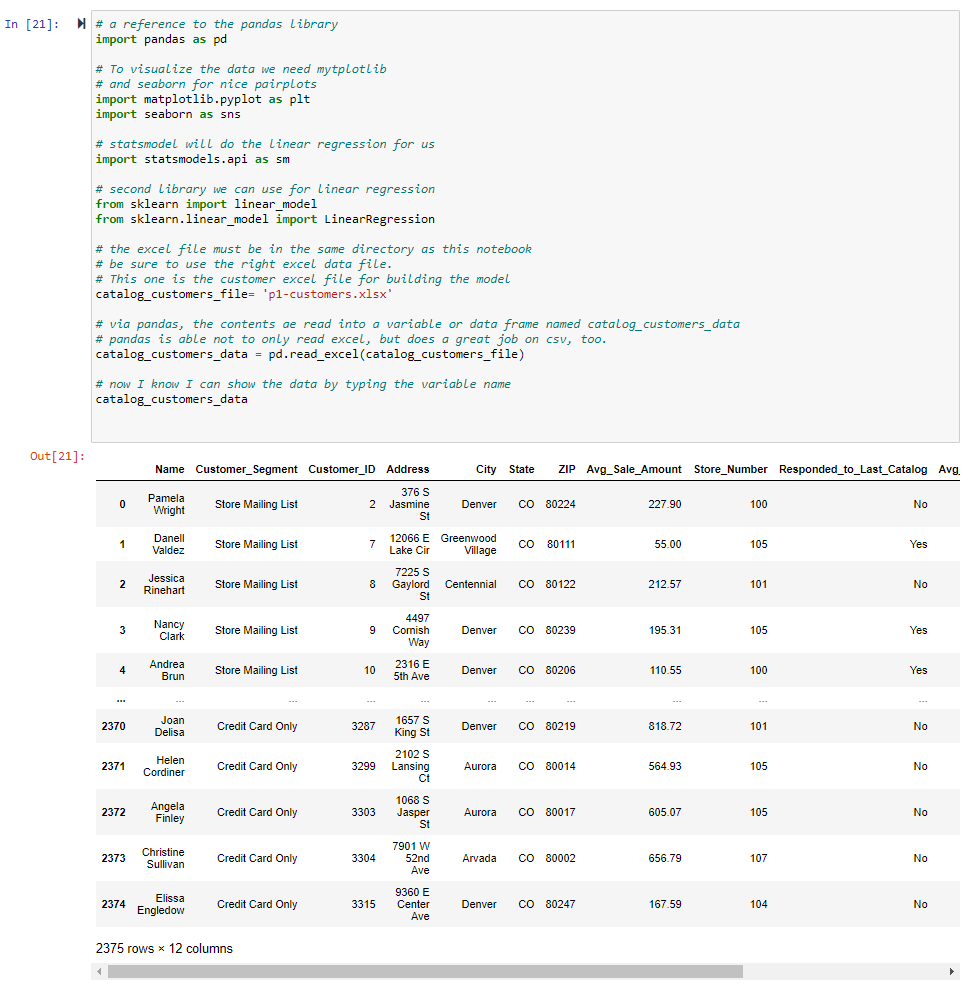 In [21]:
# a reference to the pandas library
import pandas as pd
# To visualize the data we need mytplotlib
# and seaborn for nice pairplots
import matplotlib.pyplot as plt
import seaborn as sns
# statsmodel will do the linear regression for us
import statsmodels.api as sm
# second library we can use for linear regression
from sklearn import linear_model
from sklearn.linear_model import LinearRegression
# the excel file must be in the same directory as this notebook
# be sure to use the right excel data file.
# This one is the customer excel file for building the model
catalog_customers_file= 'p1-customers.xlsx'
# via pandas, the contents ae read into a variable or data frame named catalog_customers_data
# pandas is able not to only read excel, but does a great job on csv, too.
catalog_customers_data = pd.read_excel(catalog_customers_file)
# now I know I can show the data by typing the variable name
catalog_customers_data
Out[21]:
Name Customer_Segment Customer_ID Address City State ZIP Avg_Sale_Amount Store_Number Responded_to_Last_Catalog Avg_
0 Pamela Wright Store Mailing List 2 376 S Jasmine St Denver CO 80224 227.90 100 No
1 Danell Valdez Store Mailing List 7 12066 E Lake Cir Greenwood Village CO 80111 55.00 105 Yes
2 Jessica Rinehart Store Mailing List 8 7225 S Gaylord St Centennial CO 80122 212.57 101 No
3 Nancy Clark Store Mailing List 9 4497 Cornish Way Denver CO 80239 195.31 105 Yes
4 Andrea Brun Store Mailing List 10 2316 E 5th Ave Denver CO 80206 110.55 100 Yes
... ... ... ... ... ... ... ... ... ... ...
2370 Joan Delisa Credit Card Only 3287 1657 S King St Denver CO 80219 818.72 101 No
2371 Helen Cordiner Credit Card Only 3299 2102 S Lansing Ct Aurora CO 80014 564.93 105 No
2372 Angela Finley Credit Card Only 3303 1068 S Jasper St Aurora CO 80017 605.07 105 No
2373 Christine Sullivan Credit Card Only 3304 7901 W 52nd Ave Arvada CO 80002 656.79 107 No
2374 Elissa Engledow Credit Card Only 3315 9360 E Center Ave Denver CO 80247 167.59 104 No
2375 rows × 12 columns